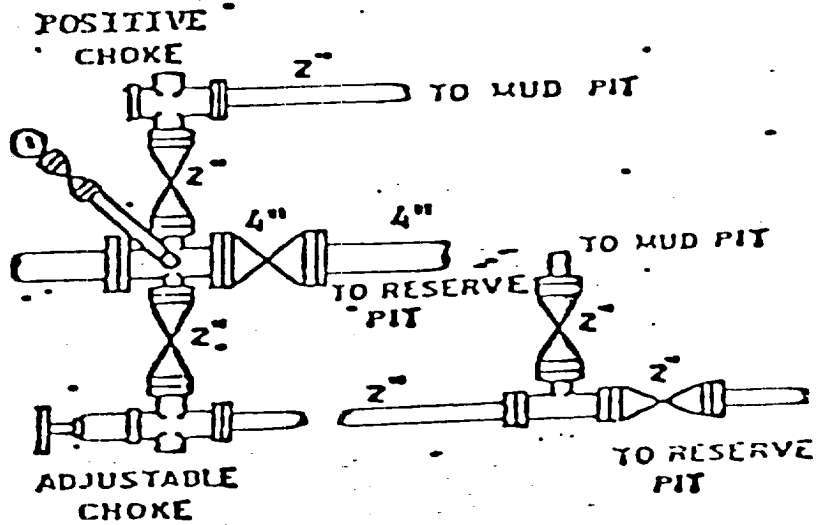 POSITIVE
CHOKE
2"
TO MUD PIT
2"
4"
4"
TO MUD PIT
TO RESERVE
PIT
2"
2"
2"
2"
TO RESERVE
PIT
ADJUSTABLE
CHOKE